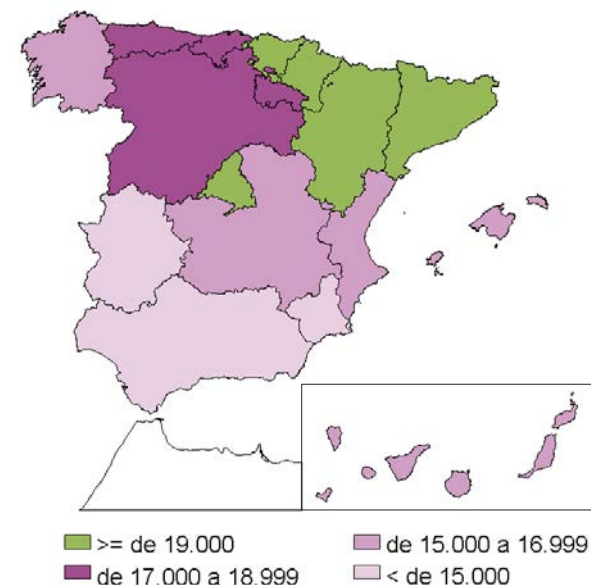 >= de 19.000
de 15.000 a 16.999
de 17.000 a 18.999
< de 15.000